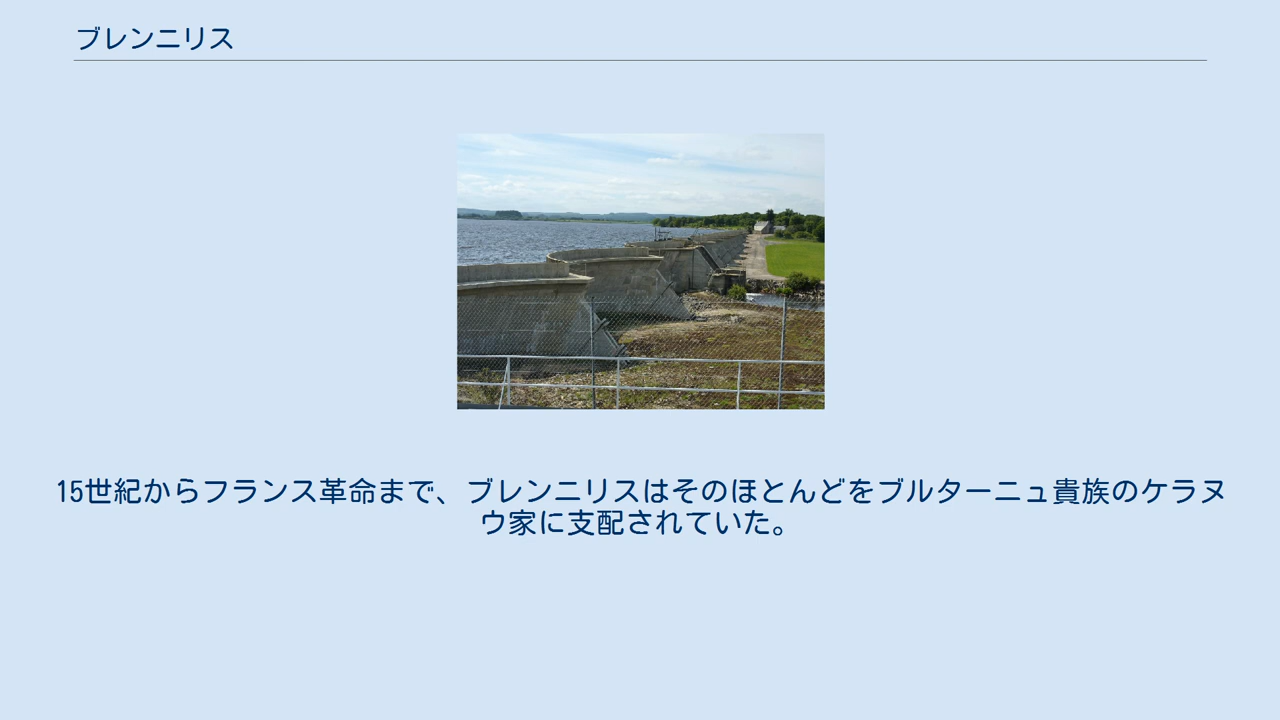 ブレンニリス
15世紀からフランス革命まで、ブレンニリスはそのほとんどをブルターニュ貴族のケラヌ
ウ家に支配されていた。